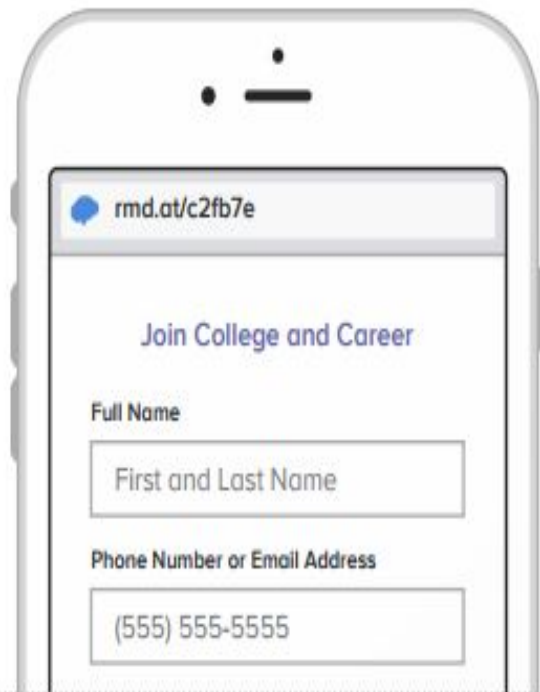 rmd.at/c2fb7e
Join College and Career
Full Name
First and Last Name
Phone Number or Email Address
(555) 555-5555